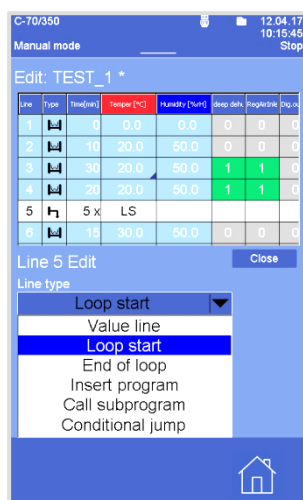 C-70/350 12.04.17
10:15:45
Manual mode Stop
Edit: TEST_1 *
Line Type Time[min] Temper [°C] Humidity [%rH] deep dehu. RegAirInle Dig.ou
1 0 0.0 0.0 0 0 0
2 10 20.0 50.0 0 0 0
3 30 20.0 50.0 1 1 0
4 20 20.0 50.0 1 1 0
5 5 x LS
6 15 30.0 50.0 0 0 0
Line 5 Edit Close
Line type
Loop start
Value line
Loop start
End of loop
Insert program
Call subprogram
Conditional jump